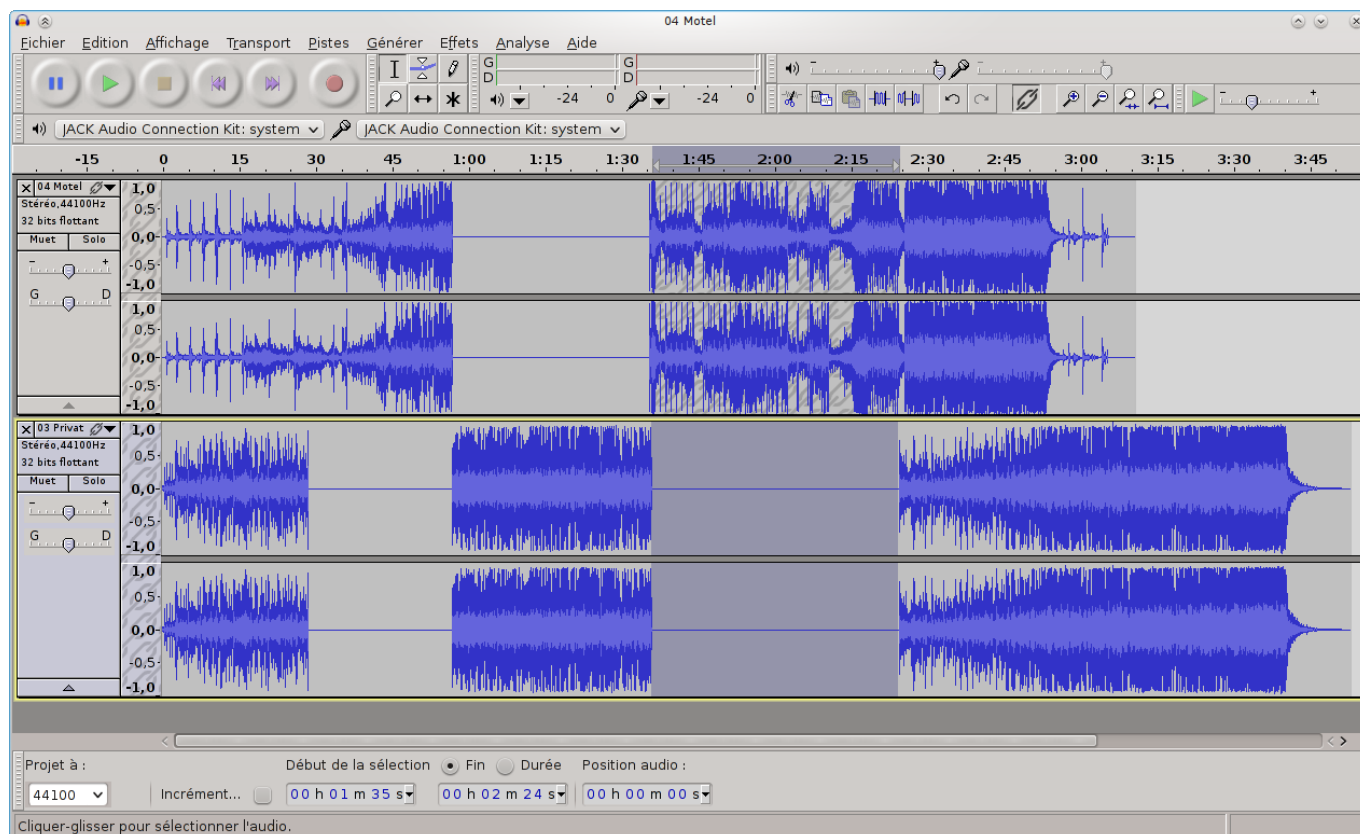 04 Motel
Eichier Edition Affichage Transport Pistes Générer Effets Analyse Aide
G
D
G
D
-24 0
-24 0
- +
JACK Audio Connection Kit: system
JACK Audio Connection Kit: system
-15 0 15 30 45 1:00 1:15 1:30 1:45 2:00 2:15 2:30 2:45 3:00 3:15 3:30 3:45
04 Motel
Stéréo,44100Hz
32 bits flottant
Muet Solo
- +
G D
1,0
0,5-
0,0-
-0,5-
-1,0
1,0
0,5-
0,0-
-0,5-
-1,0
03 Privat
Stéréo,44100Hz
32 bits flottant
Muet Solo
- +
G D
1,0
0,5-
0,0-
-0,5-
-1,0
1,0
0,5-
0,0-
-0,5-
-1,0
Projet à : Début de la sélection Fin Durée Position audio :
44100 Incrément... 00 h 01 m 35 s 00 h 02 m 24 s 00 h 00 m 00 s
Cliquer-glisser pour sélectionner l'audio.